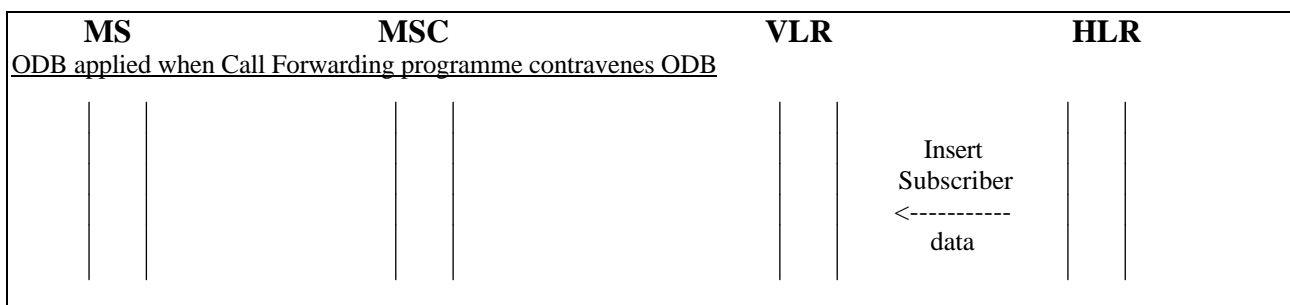 MS MSC VLR HLR
ODB applied when Call Forwarding programme contravenes ODB
Insert
Subscriber
<-----------
data